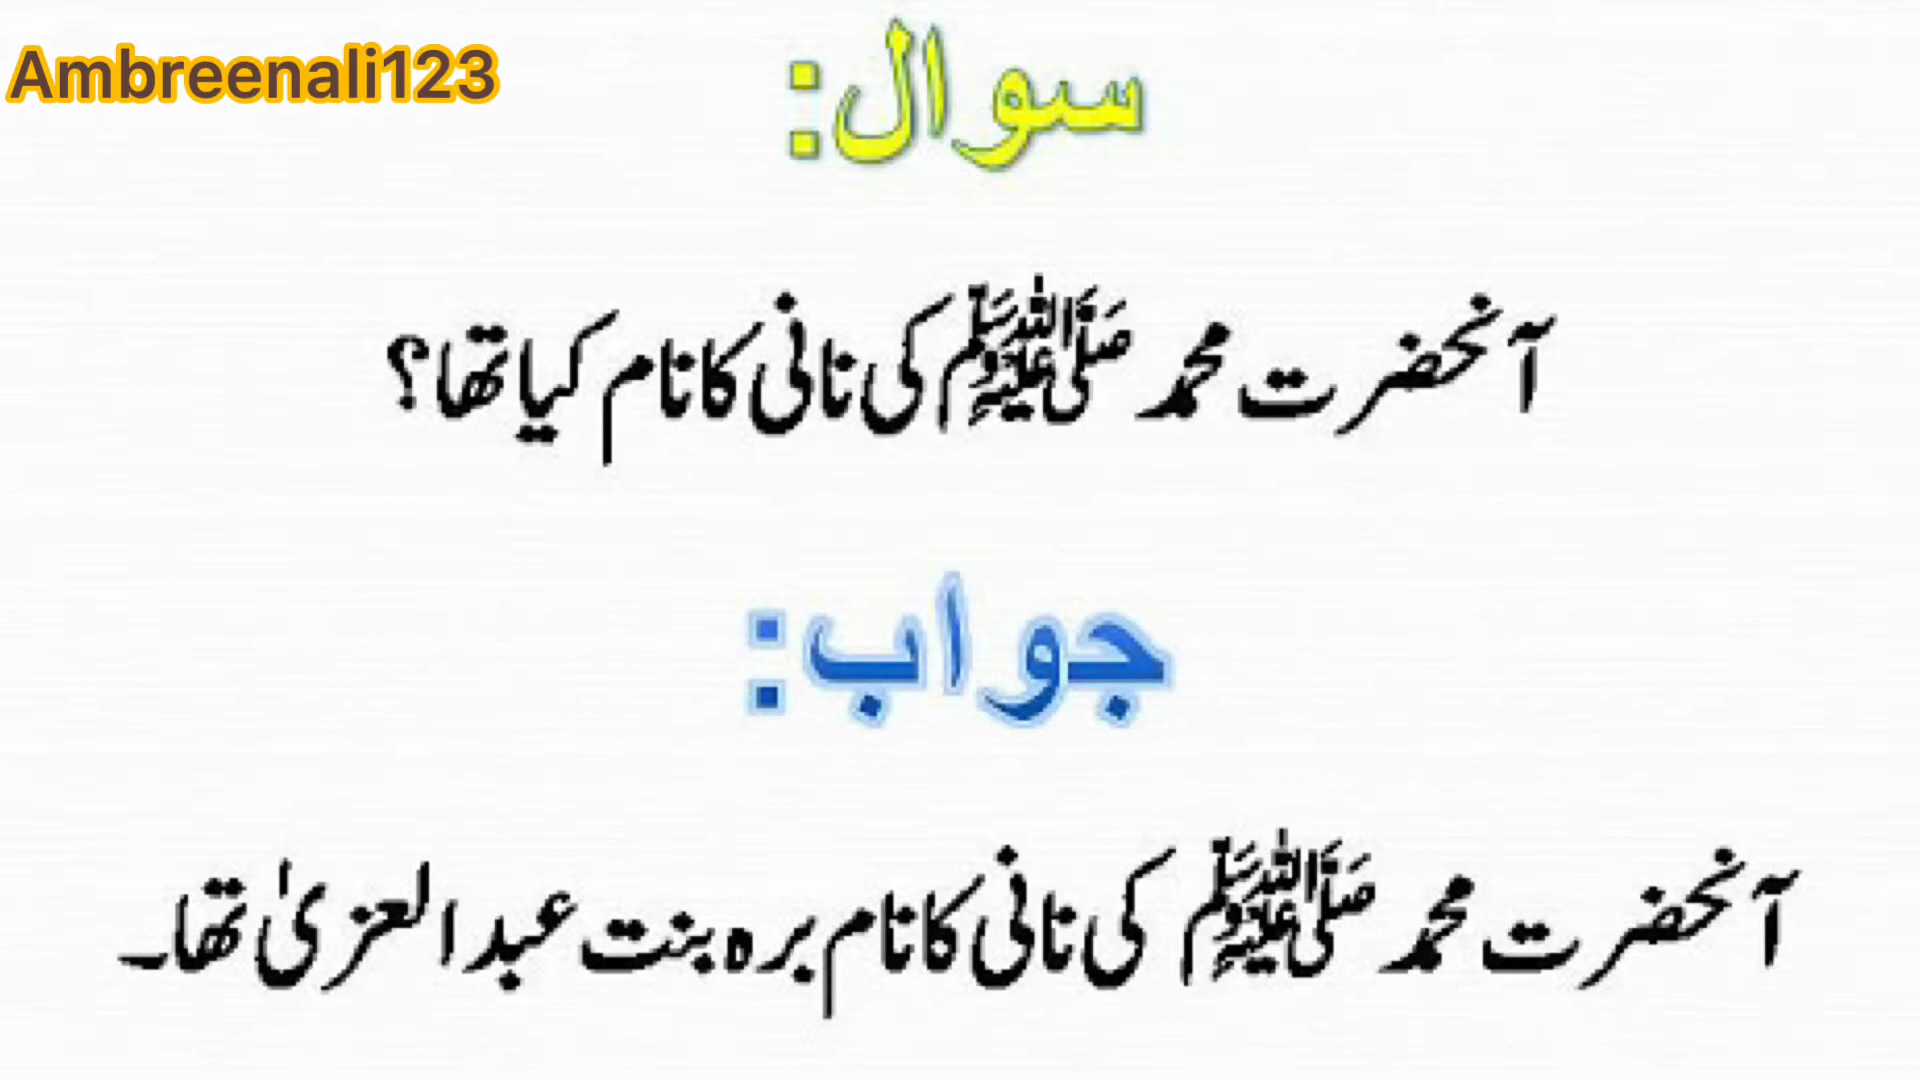 Ambreenali123
سوال:
آنحضرت محمد ﷺ کی نانی کا نام کیا تھا؟
جواب:
آنحضرت محمد ﷺ کی نانی کا نام برہ بنت عبدالعزیٰ تھا۔